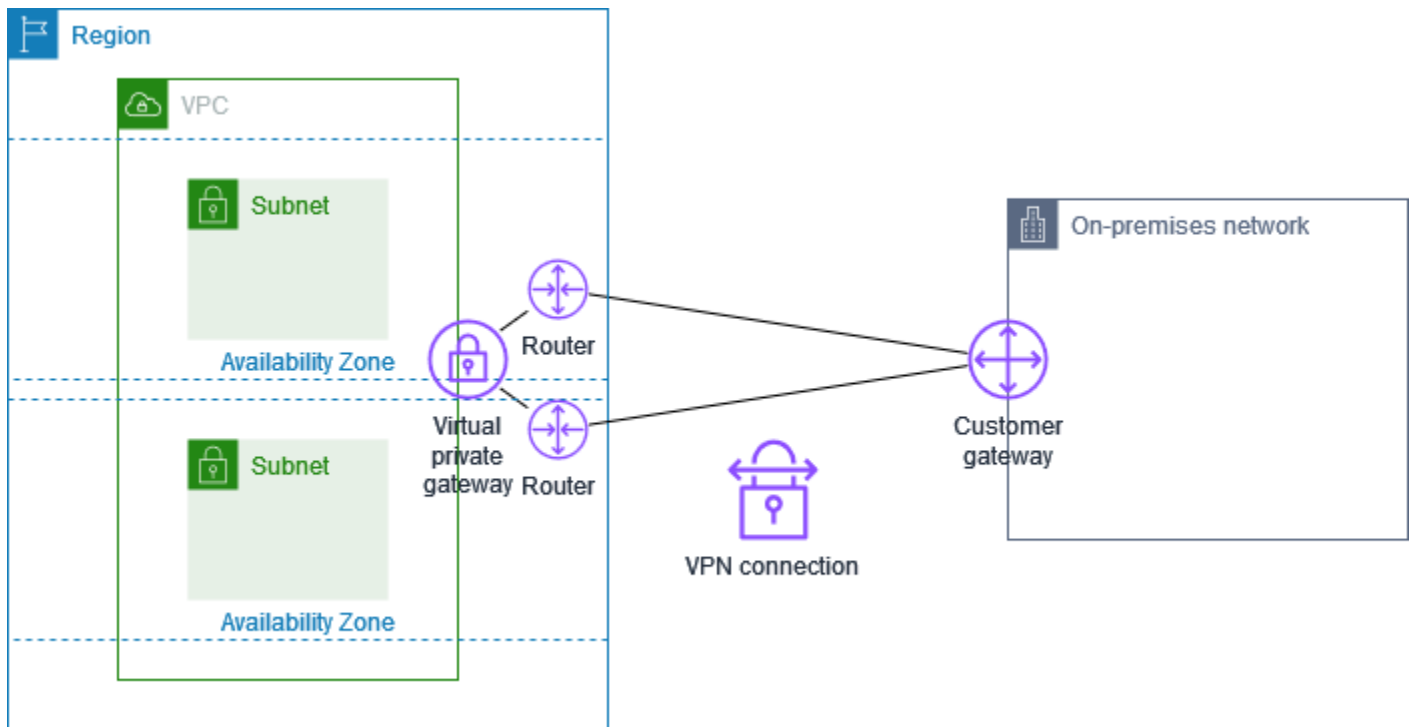 Region
VPC
Subnet
On-premises network
Router
Availability Zone
Virtual
private
gateway
Customer
gateway
Subnet
Router
VPN connection
Availability Zone